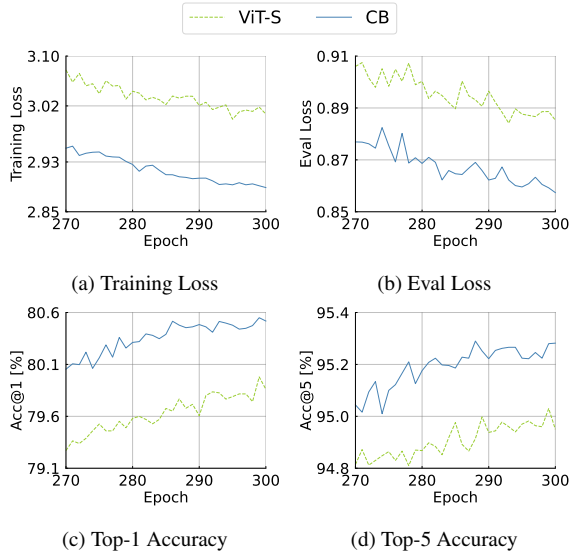 ViT-S CB
3.10
3.02
2.93
2.85
Training Loss
270 280 290 300
Epoch
(a) Training Loss
0.91
0.89
0.87
0.85
Eval Loss
270 280 290 300
Epoch
(b) Eval Loss
80.6
80.1
79.6
79.1
Acc@1 [%]
270 280 290 300
Epoch
(c) Top-1 Accuracy
95.4
95.2
95.0
94.8
Acc@5 [%]
270 280 290 300
Epoch
(d) Top-5 Accuracy